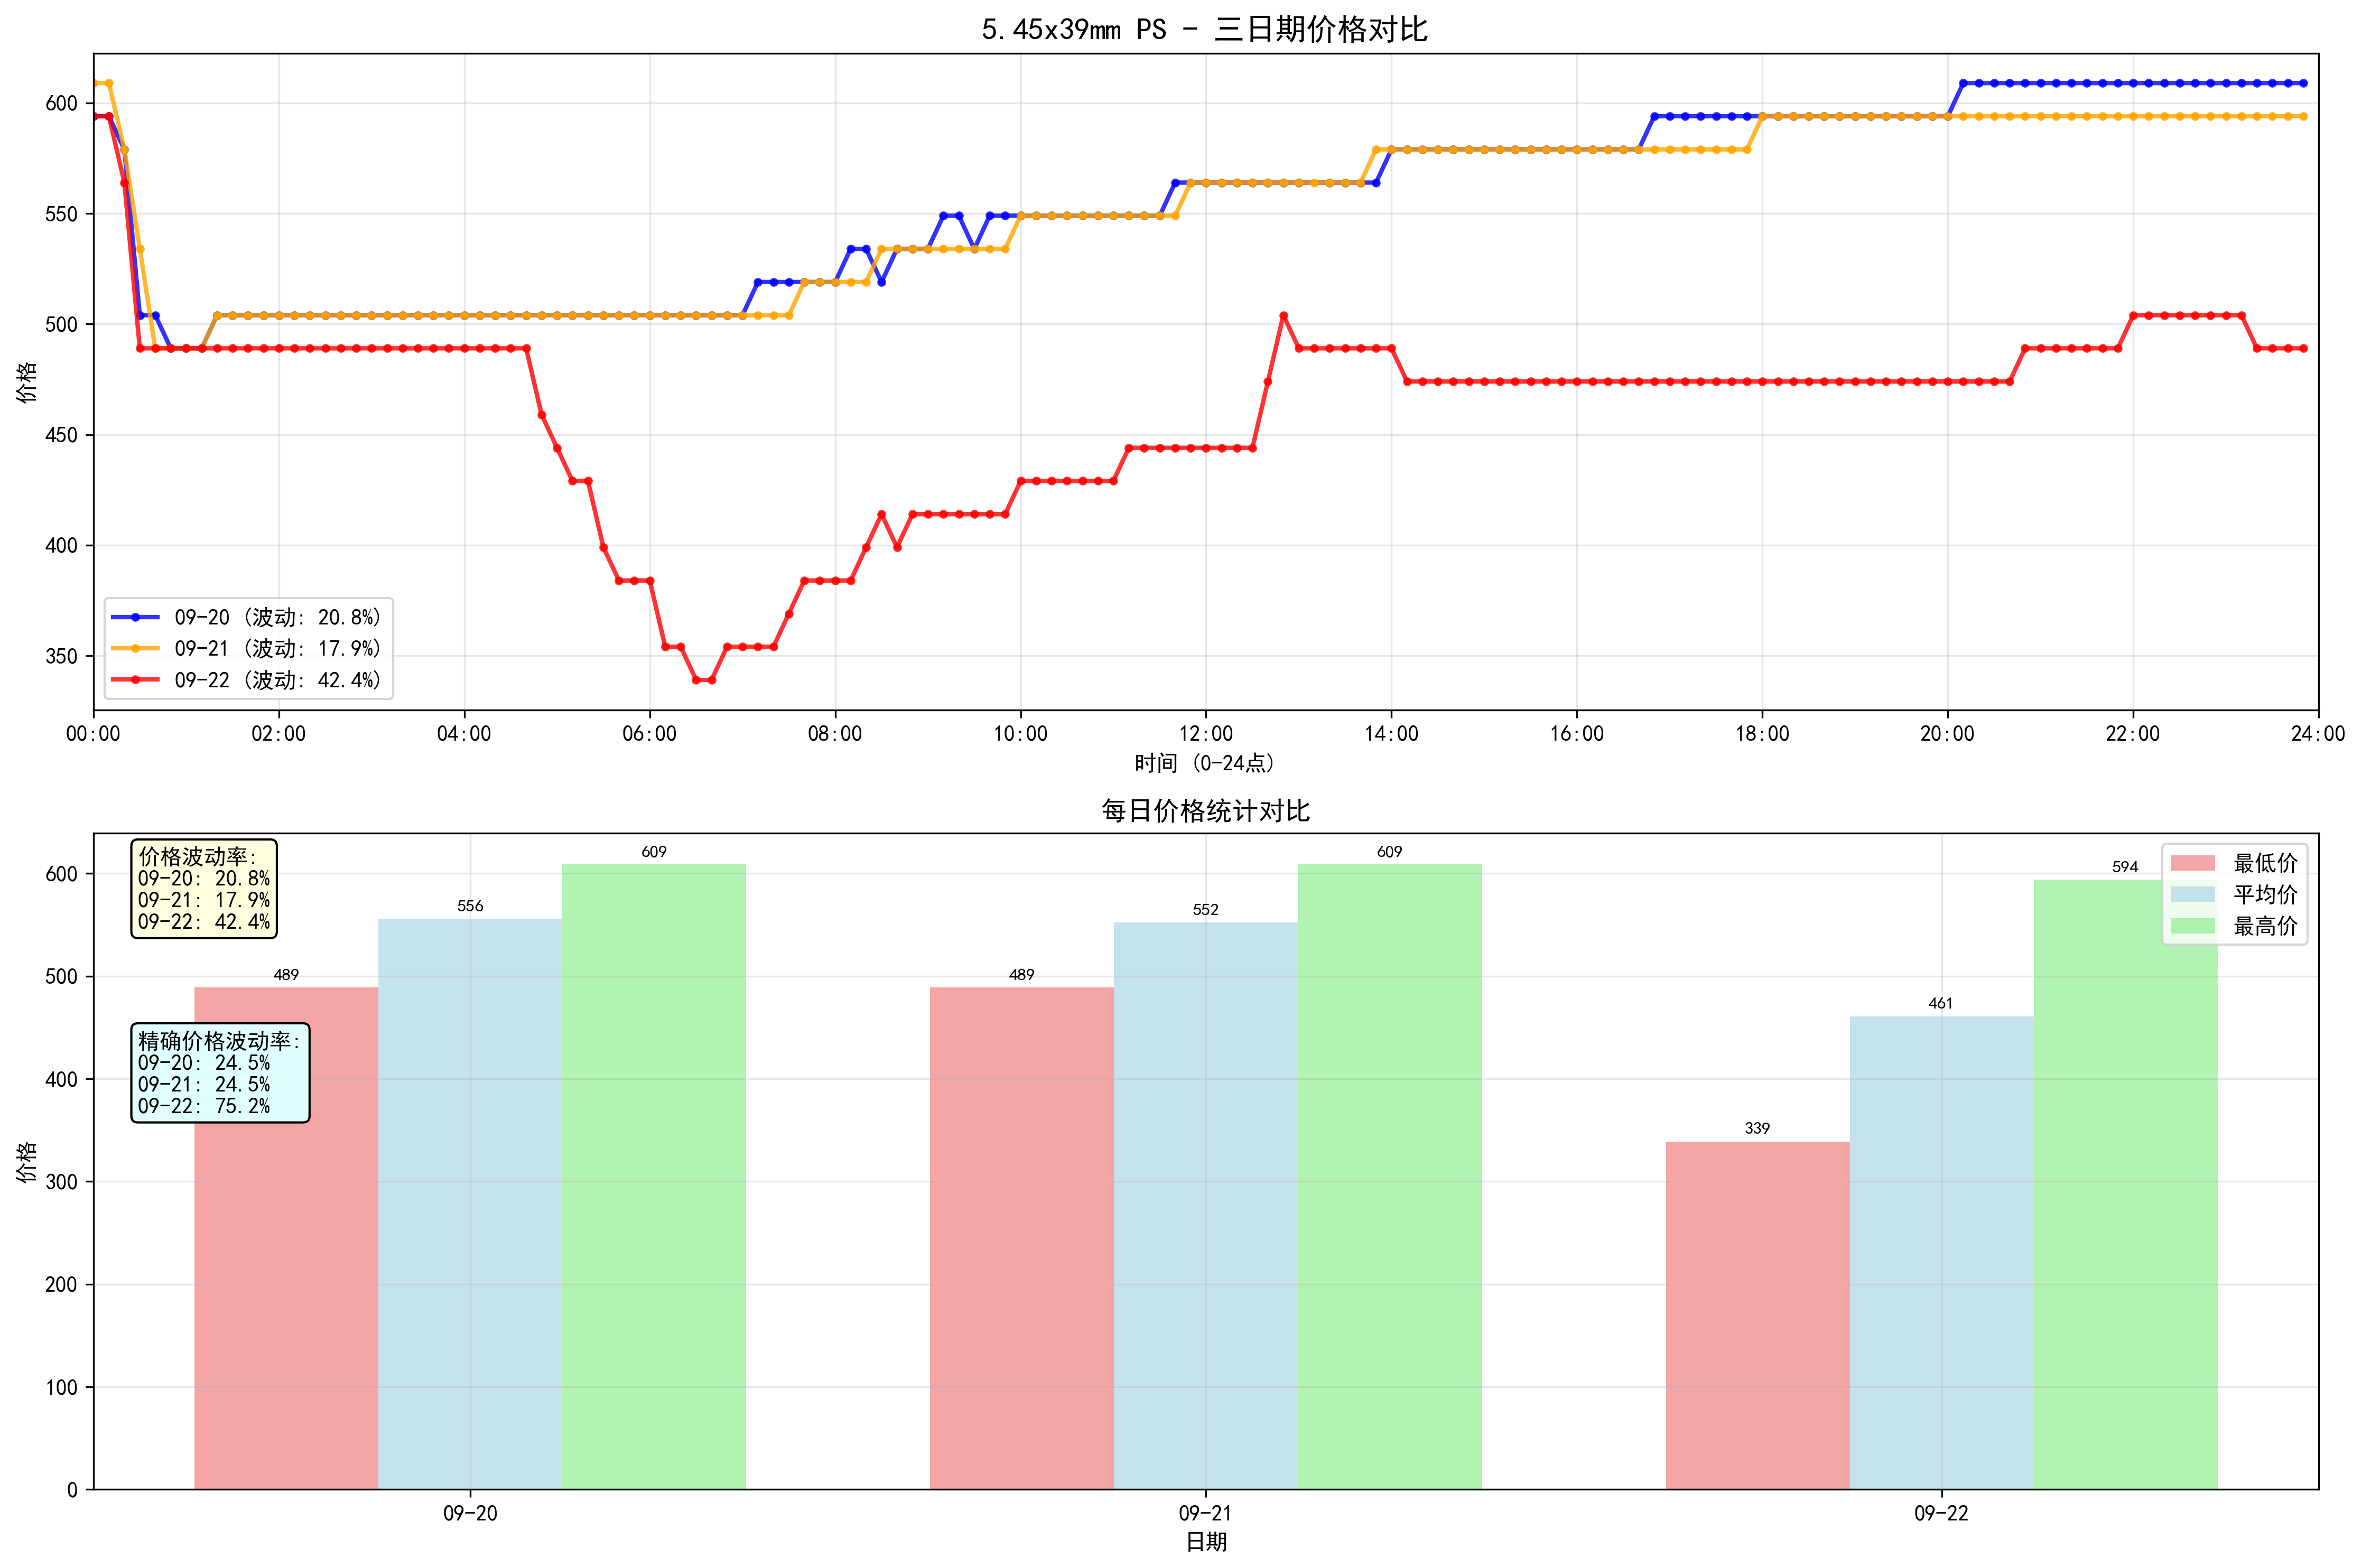 5.45x39mm PS - 三日期价格对比
价格
600
550
500
450
400
350
09-20 (波动: 20.8%)
09-21 (波动: 17.9%)
09-22 (波动: 42.4%)
00:00 02:00 04:00 06:00 08:00 10:00 12:00 14:00 16:00 18:00 20:00 22:00 24:00
时间 (0-24点)
每日价格统计对比
价格
600
500
400
300
200
100
0
价格波动率:
09-20: 20.8%
09-21: 17.9%
09-22: 42.4%
精确价格波动率:
09-20: 24.5%
09-21: 24.5%
09-22: 75.2%
489 556 609
489 552 609
339 461 594
最低价
平均价
最高价
09-20 09-21 09-22
日期